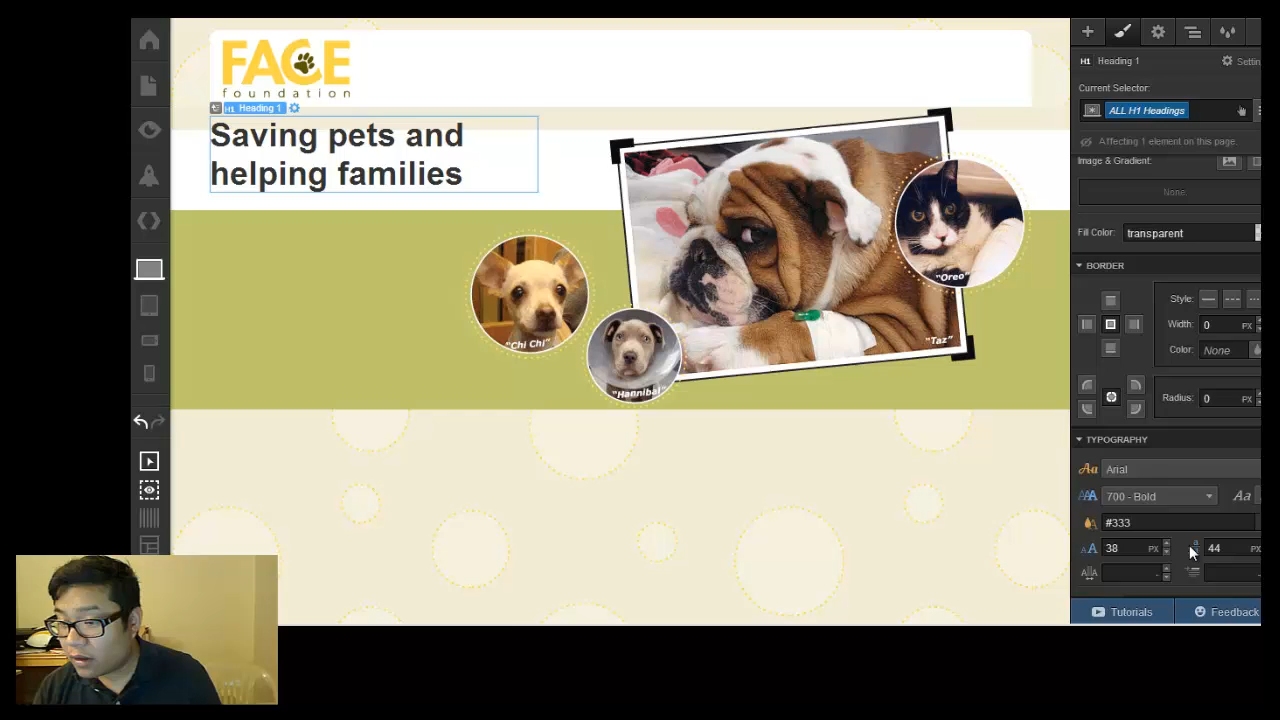 FACE
foundation
H1 Heading 1
Saving pets and
helping families
"Chi Chi"
"Hannibal"
"Oreo"
"Taz"
H1 Heading 1
Settin
Current Selector:
ALL H1 Headings
Affecting 1 element on this page.
Image & Gradient:
None.
Fill Color: transparent
BORDER
Style:
Width: 0 PX
Color: None
Radius: 0 PX
TYPOGRAPHY
Arial
700 - Bold
#333
38 PX 44 PX
- -
Tutorials Feedback